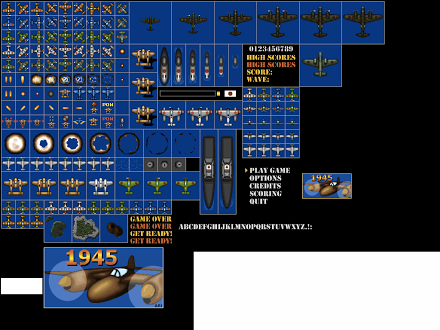 0123456789
HIGH SCORES
HIGH SCORES
SCORE:
WAVE:
POW
PLAY GAME
OPTIONS
CREDITS
SCORING
QUIT
1945
GAME OVER
GAME OVER
GET READY!
GET READY!
ABCDEFGHIJKLMNOPQRSTUVWXYZ.,!:
1945